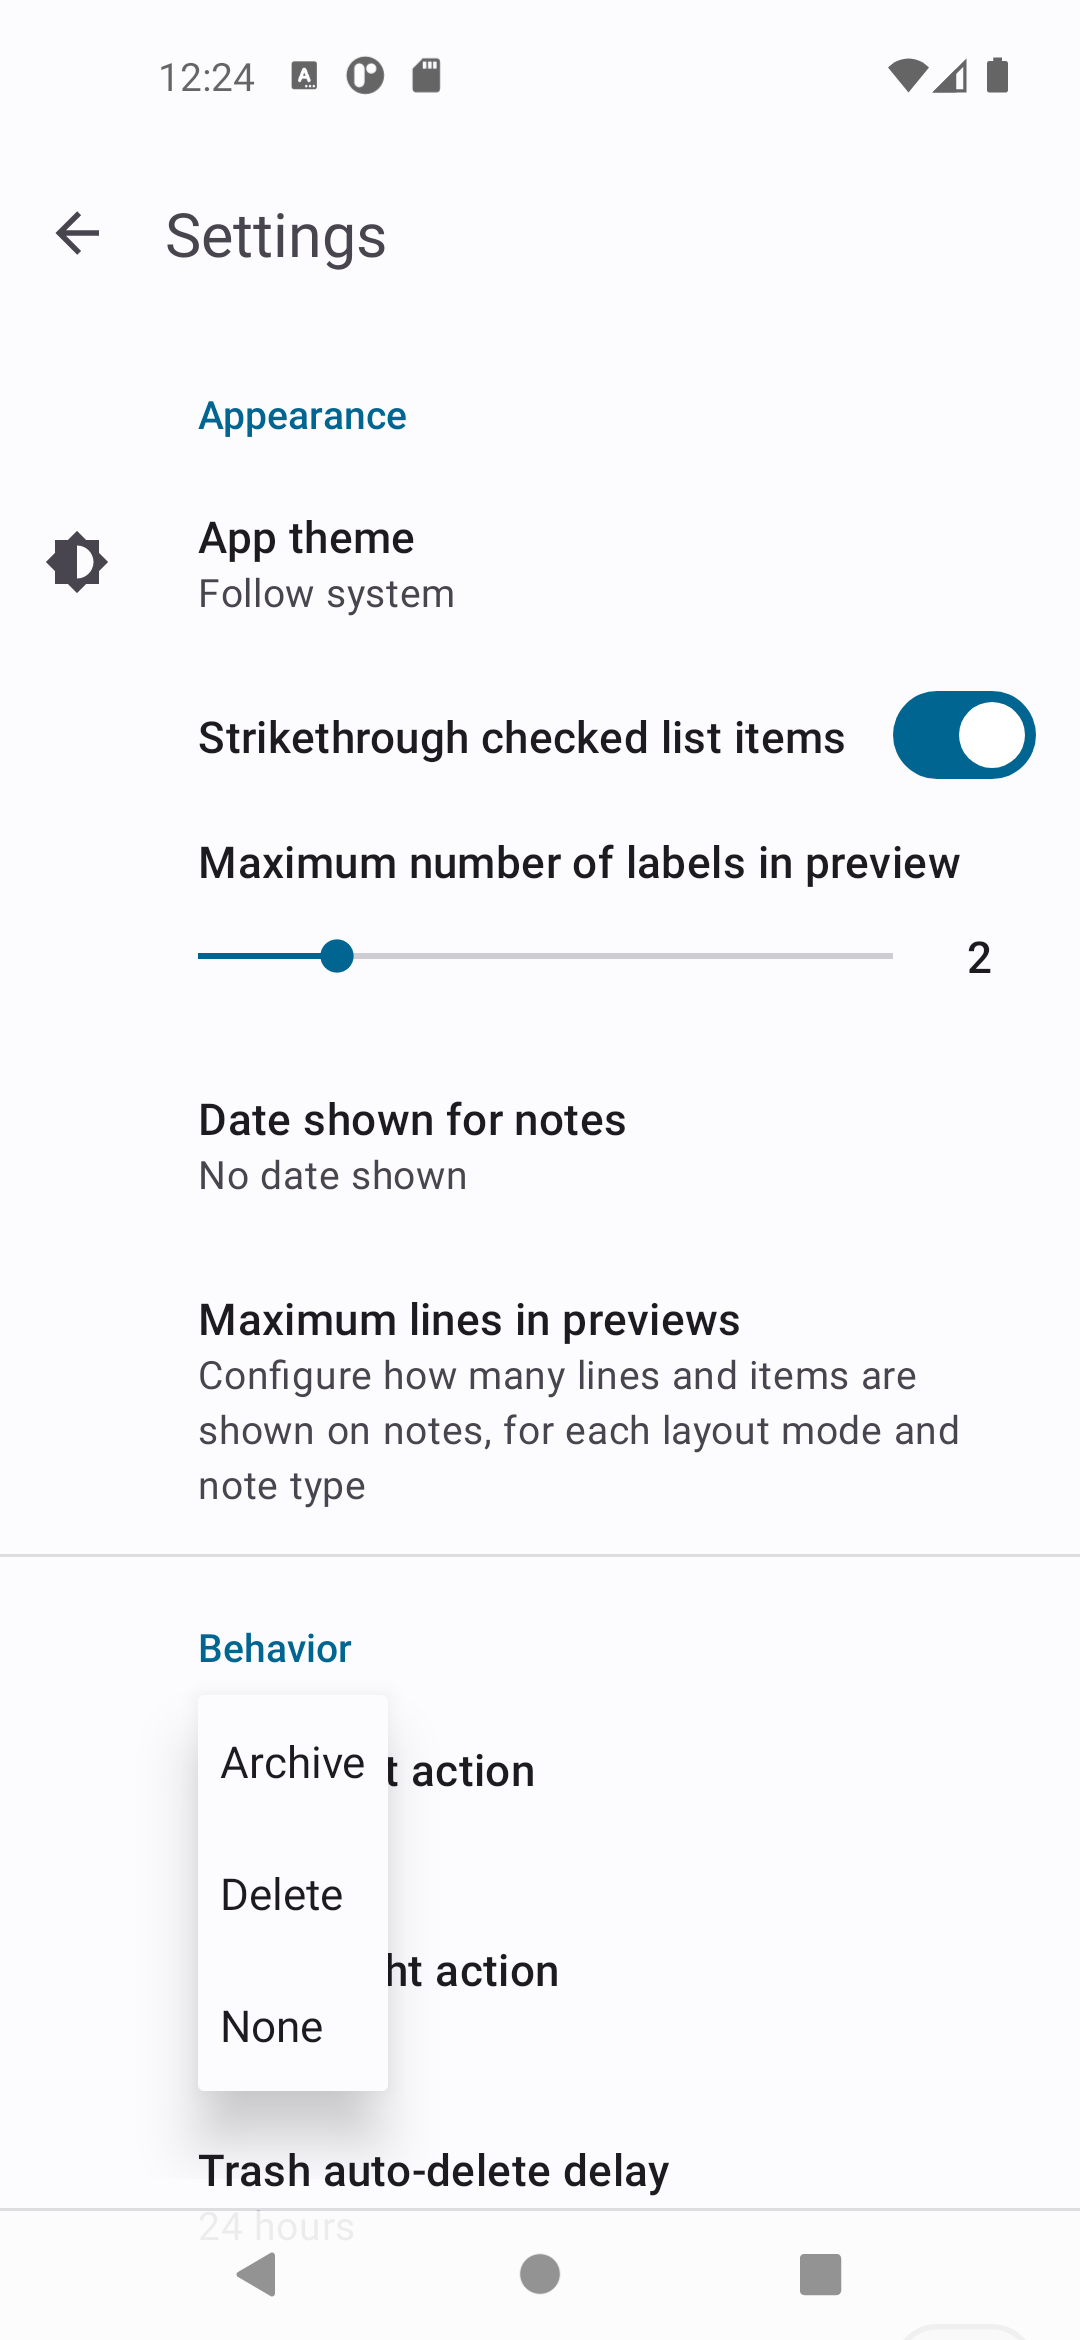 12:24
Settings
Appearance
App theme
Follow system
Strikethrough checked list items
Maximum number of labels in preview
2
Date shown for notes
No date shown
Maximum lines in previews
Configure how many lines and items are
shown on notes, for each layout mode and
note type
Behavior
Archive
t action
Delete
ht action
None
Trash auto-delete delay
24 hours